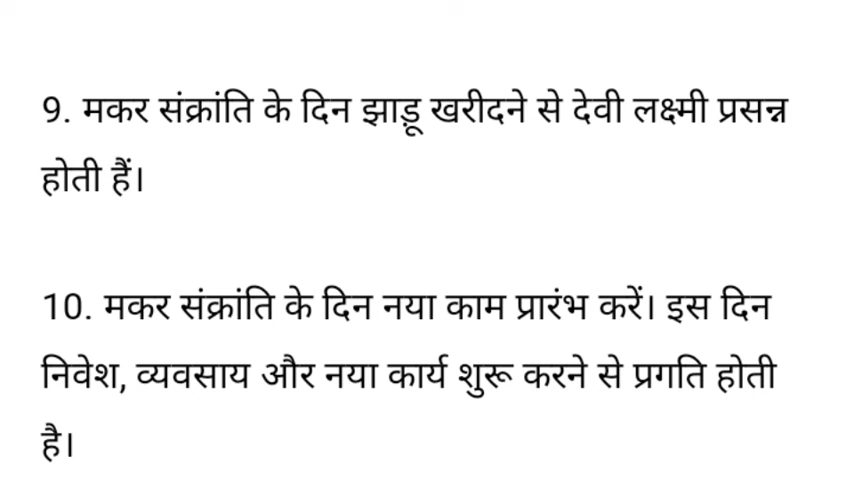 9. मकर संक्रांति के दिन झाड़ू खरीदने से देवी लक्ष्मी प्रसन्न
होती हैं।
10. मकर संक्रांति के दिन नया काम प्रारंभ करें। इस दिन
निवेश, व्यवसाय और नया कार्य शुरू करने से प्रगति होती
है।